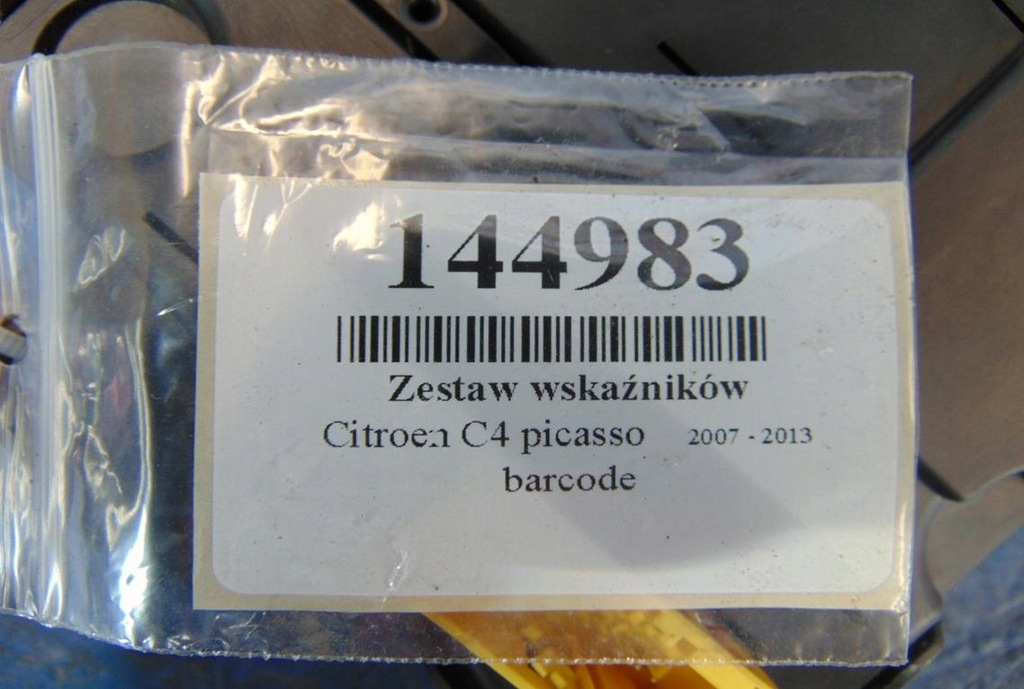 144983
Zestaw wskaźników
Citroen C4 picasso 2007 - 2013
barcode